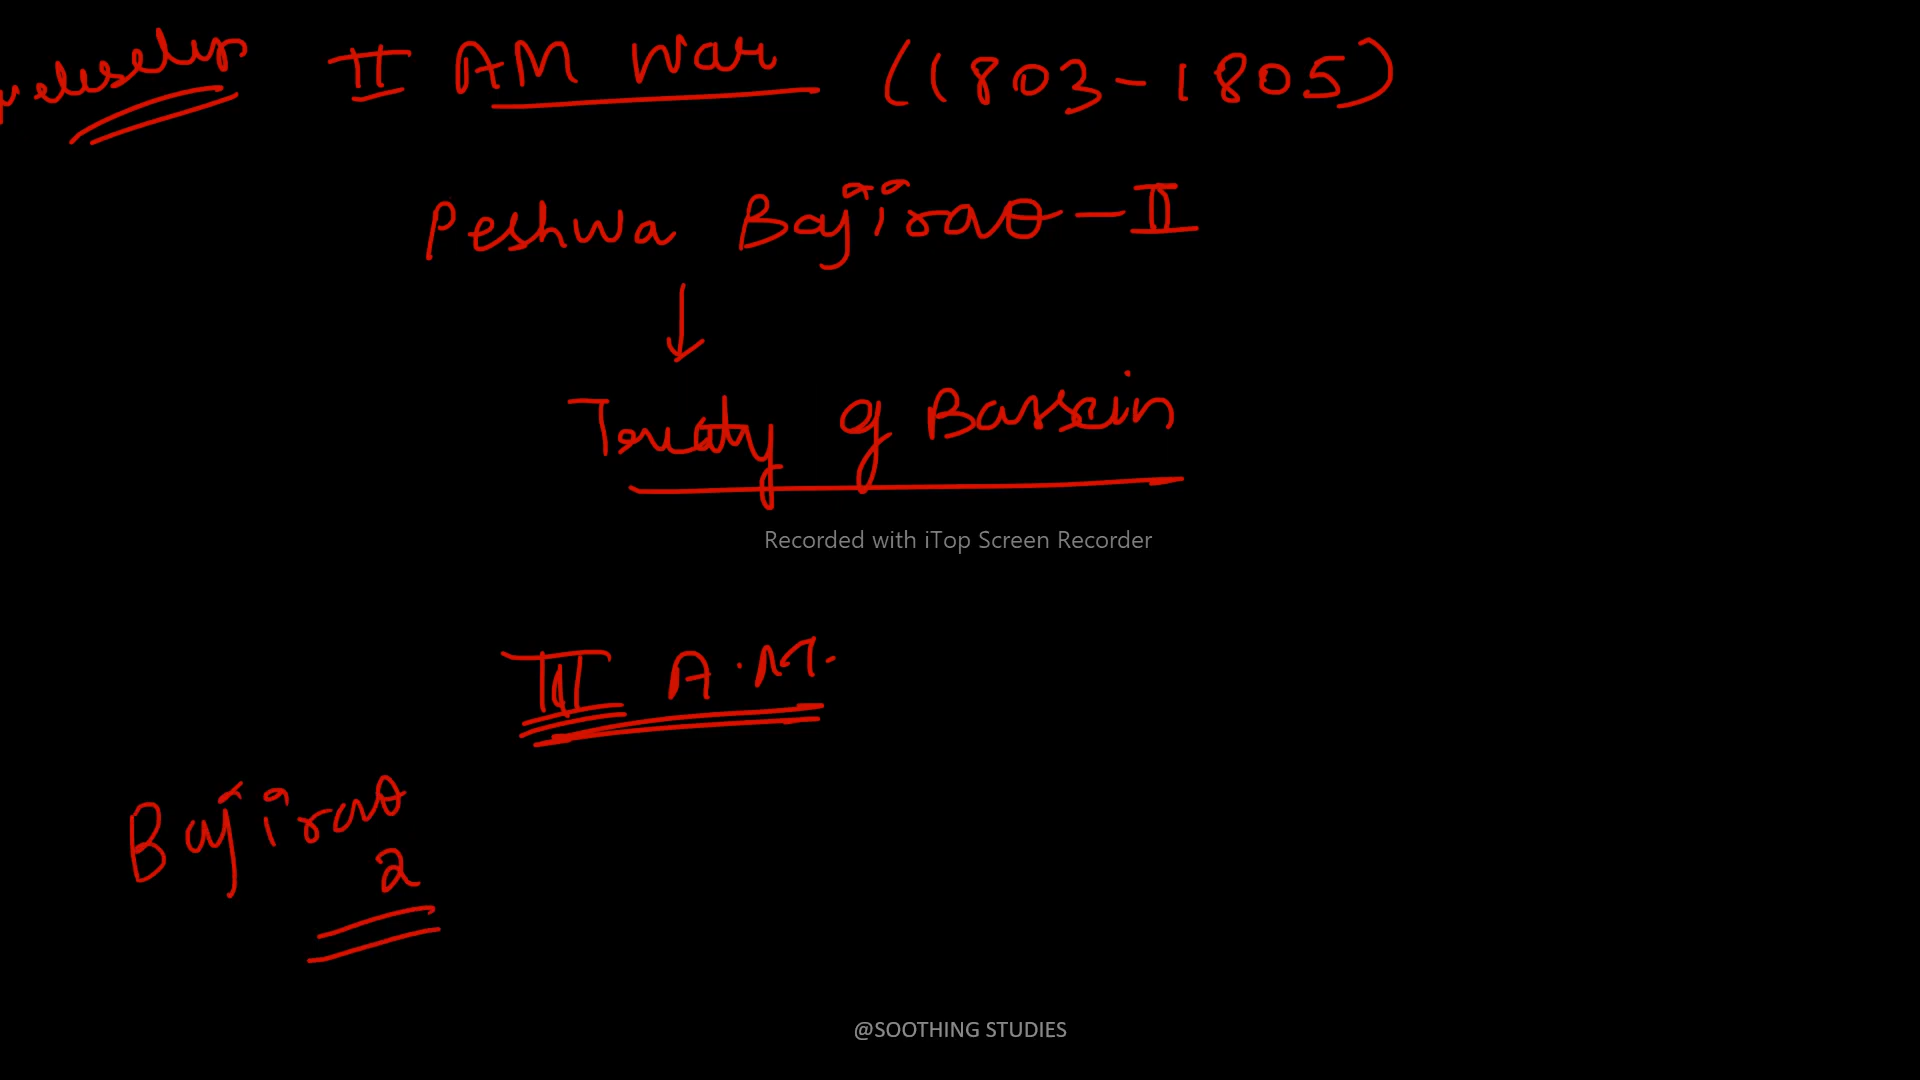 welleselys II AM War (1803-1805)
Peshwa Bajirao-II
↓
Treaty of Bassein
Recorded with iTop Screen Recorder
III A.M.
Bajirao
2
@SOOTHING STUDIES